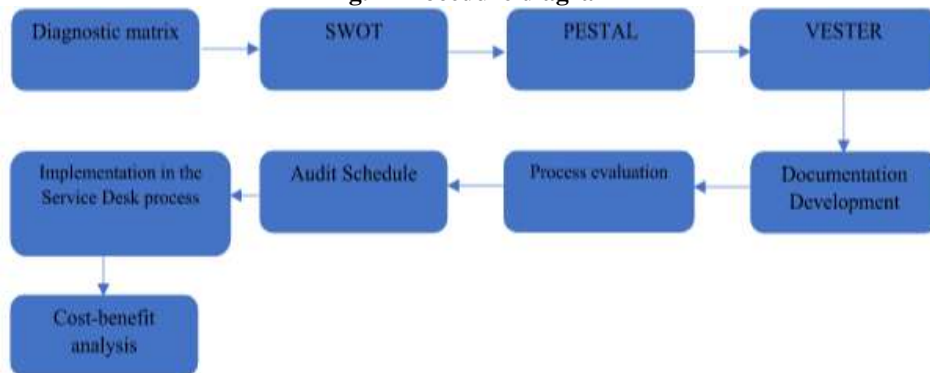 Diagnostic matrix
SWOT
PESTAL
VESTER
Documentation
Development
Process evaluation
Audit Schedule
Implementation in the
Service Desk process
Cost-benefit
analysis